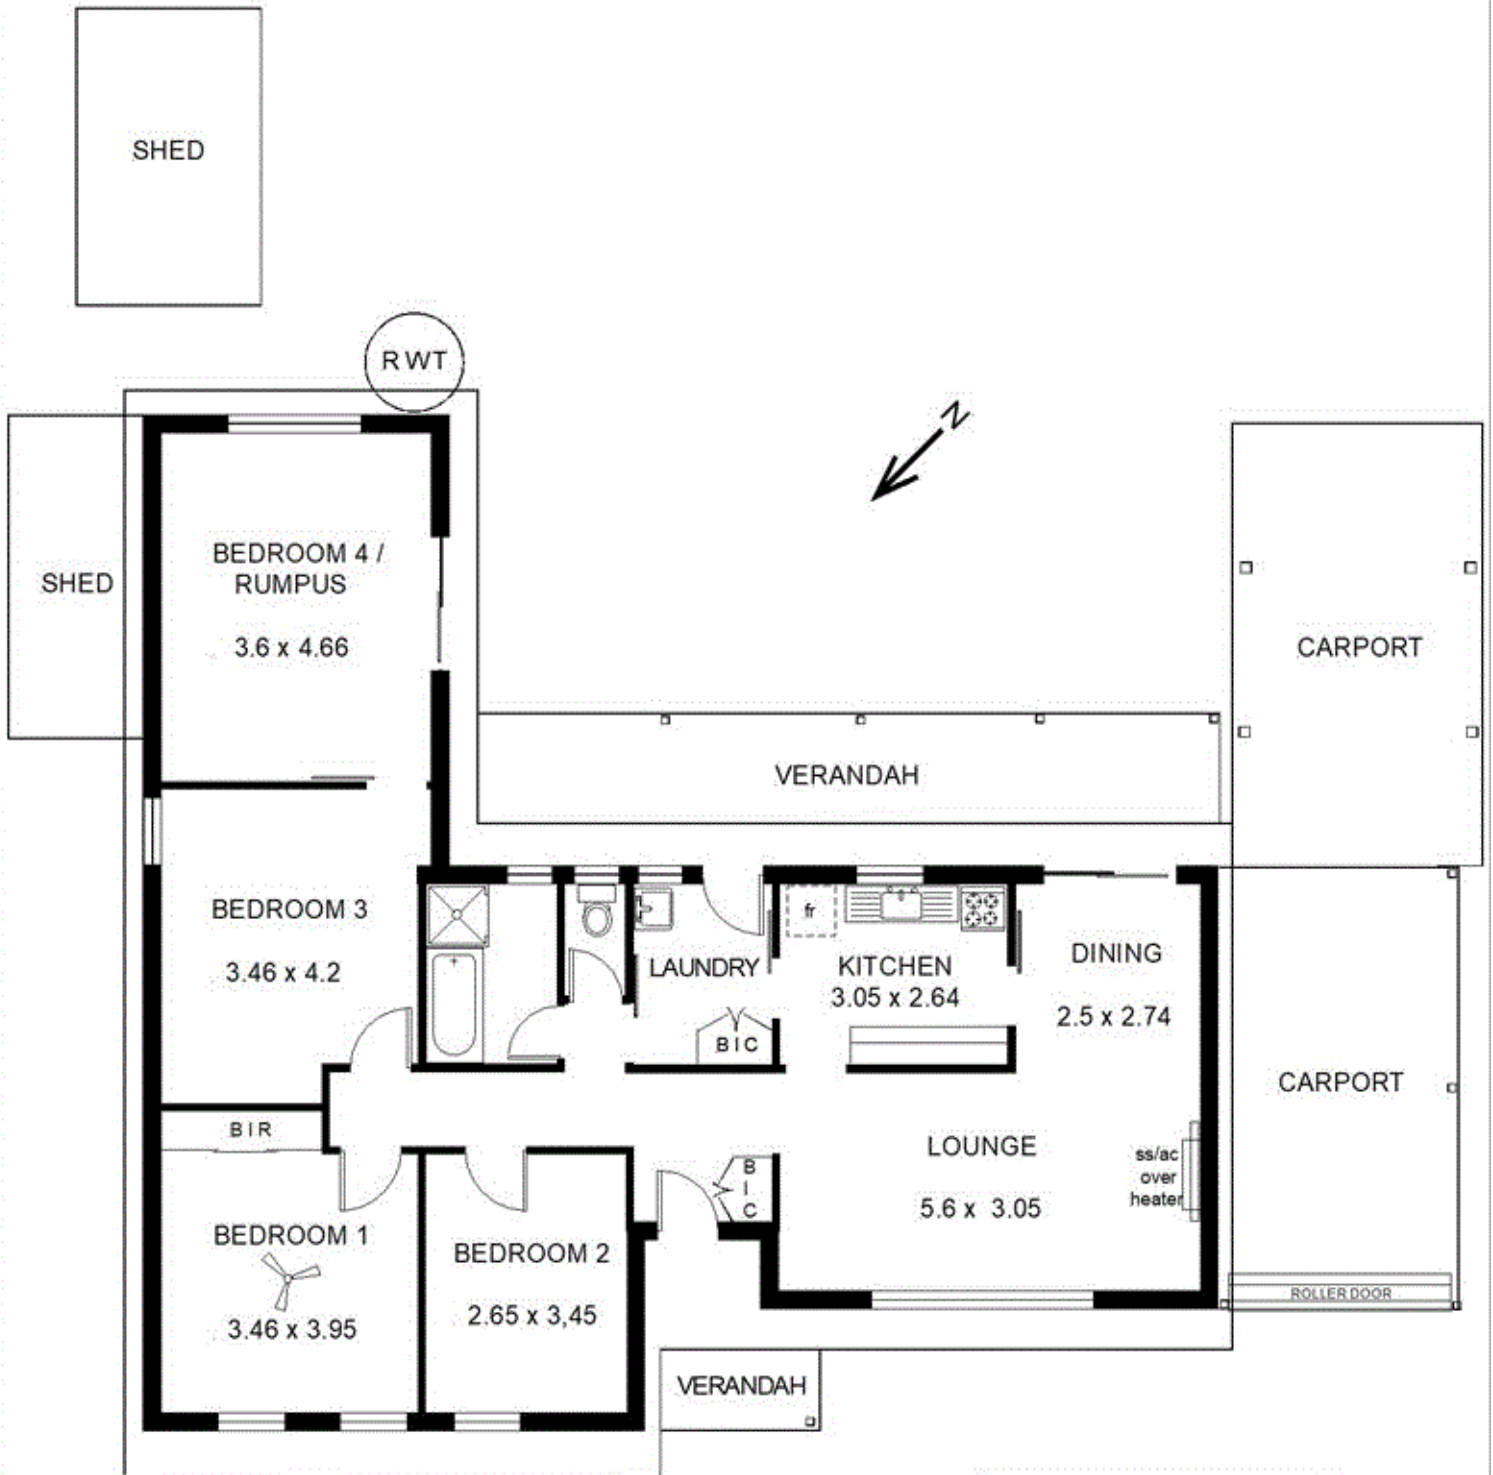 SHED
RWT
N
BEDROOM 4 /
RUMPUS
3.6 x 4.66
SHED
CARPORT
VERANDAH
BEDROOM 3
3.46 x 4.2
LAUNDRY
BIC
fr
KITCHEN
3.05 x 2.64
DINING
2.5 x 2.74
CARPORT
BIR
BEDROOM 1
3.46 x 3.95
BEDROOM 2
2.65 x 3,45
B
I
C
LOUNGE
5.6 x 3.05
ss/ac
over
heater
ROLLER DOOR
VERANDAH